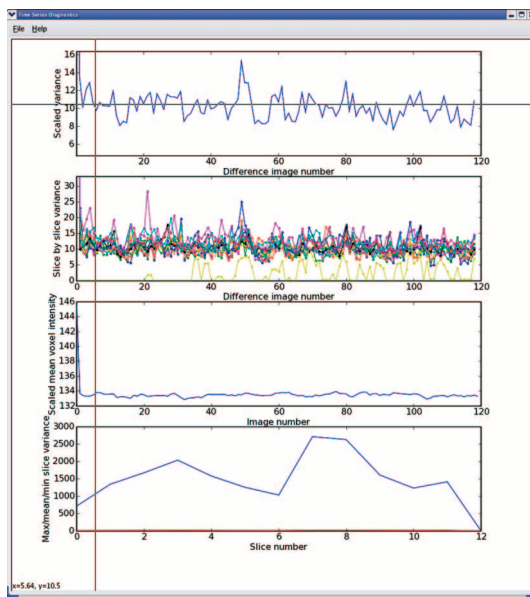 Time Series Diagnostics
File Help
Scaled variance
16
14
12
10
8
6
20 40 60 80 100 120
Difference image number
Slice by slice variance
30
25
20
15
10
5
0
0 20 40 60 80 100 120
Difference image number
Scaled mean voxel intensity
146
144
142
140
138
136
134
132
0 20 40 60 80 100 120
Image number
Max/mean/min slice variance
3000
2500
2000
1500
1000
500
0
0 2 4 6 8 10 12
Slice number
x=5.64, y=10.5